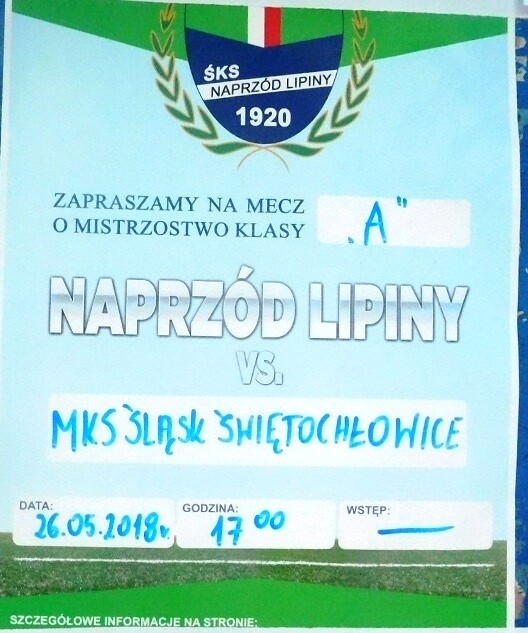 ŚKS
NAPRZÓD LIPINY
1920
ZAPRASZAMY NA MECZ
O MISTRZOSTWO KLASY „A”
NAPRZÓD LIPINY
VS.
MKS ŚLĄSK ŚWIĘTOCHŁOWICE
DATA: 26.05.2018r.
GODZINA: 17 00
WSTĘP: —
SZCZEGÓŁOWE INFORMACJE NA STRONIE: